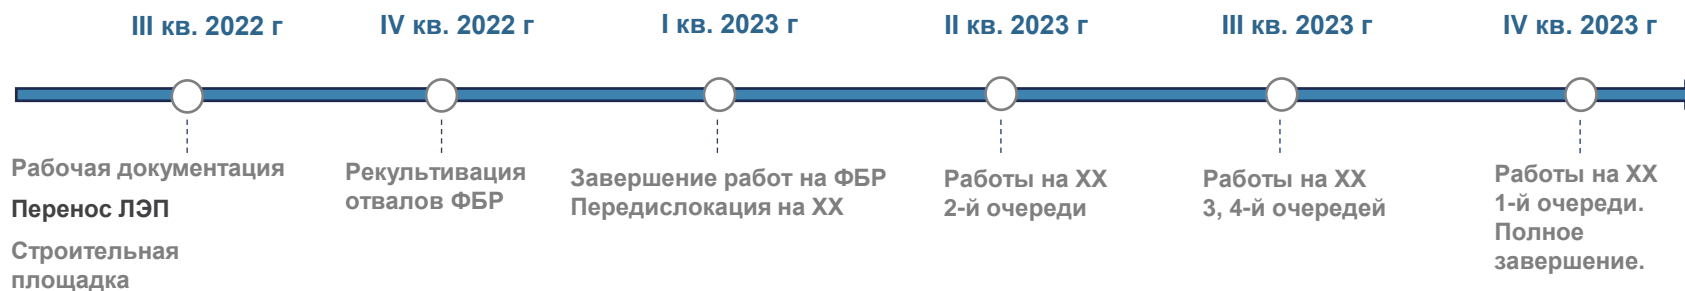 III кв. 2022 г
IV кв. 2022 г
I кв. 2023 г
II кв. 2023 г
III кв. 2023 г
IV кв. 2023 г
Рабочая документация
Перенос ЛЭП
Строительная
площадка
Рекультивация
отвалов ФБР
Завершение работ на ФБР
Передислокация на ХХ
Работы на ХХ
2-й очереди
Работы на ХХ
3, 4-й очередей
Работы на ХХ
1-й очереди.
Полное
завершение.